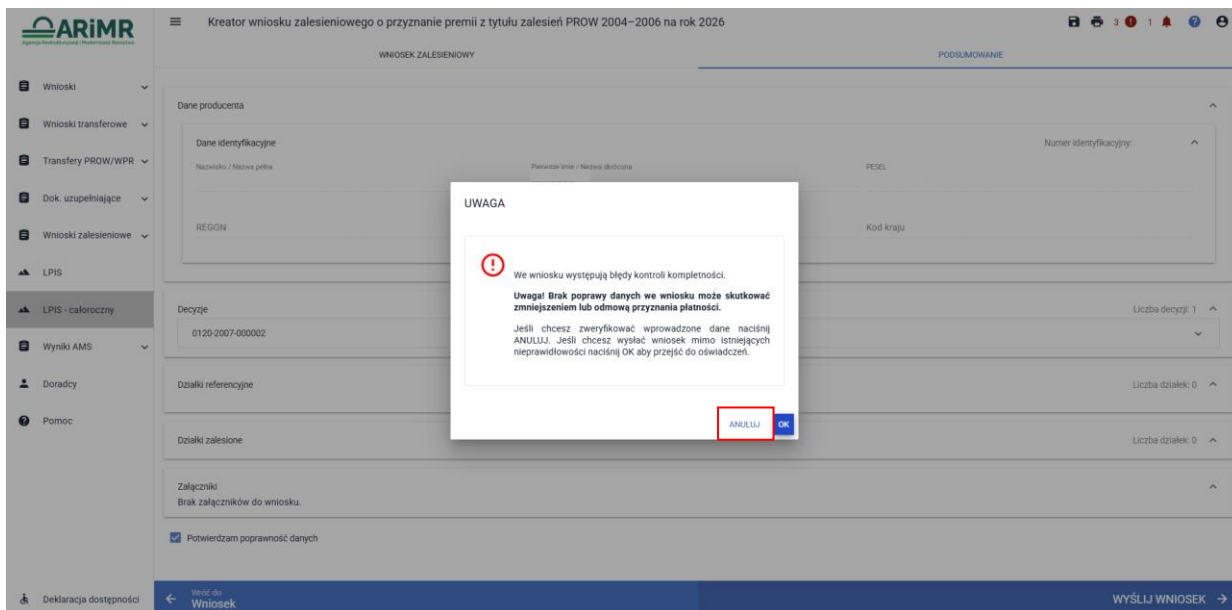 ARiMR
Agencja Restrukturyzacji i Modernizacji Rolnictwa
Kreator wniosku zalesieniowego o przyznanie premii z tytułu zalesień PROW 2004–2006 na rok 2026
3 1
WNIOSEK ZALESIENIOWY
PODSUMOWANIE
Wnioski
Wnioski transferowe
Transfery PROW/WPR
Dok. uzupełniające
Wnioski zalesieniowe
LPIS
LPIS - całoroczny
Wyniki AMS
Doradcy
Pomoc
Deklaracja dostępności
Dane producenta
Dane identyfikacyjne
Numer identyfikacyjny:
Nazwisko / Nazwa pełna
Pierwsze imię / Nazwa skrócona
PESEL
REGON
Kod kraju
Decyzje
Liczba decyzji: 1
0120-2007-000002
Działki referencyjne
Liczba działek: 0
Działki zalesione
Liczba działek: 0
Załączniki
Brak załączników do wniosku.
Potwierdzam poprawność danych
UWAGA
We wniosku występują błędy kontroli kompletności.
Uwaga! Brak poprawy danych we wniosku może skutkować
zmniejszeniem lub odmową przyznania płatności.
Jeśli chcesz zweryfikować wprowadzone dane naciśnij
ANULUJ. Jeśli chcesz wysłać wniosek mimo istniejących
nieprawidłowości naciśnij OK aby przejść do oświadczeń.
ANULUJ
OK
Wróć do
Wniosek
WYŚLIJ WNIOSEK